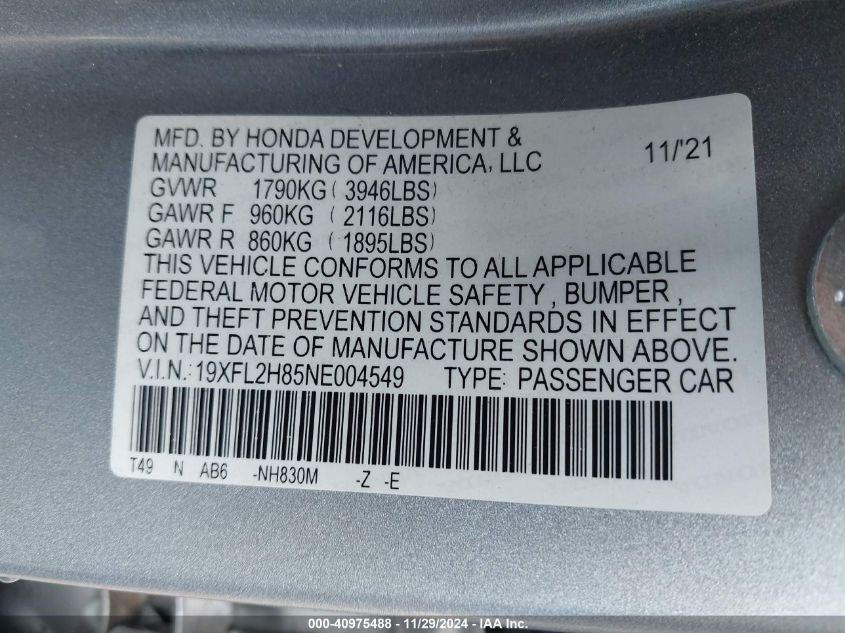 MFD. BY HONDA DEVELOPMENT &
MANUFACTURING OF AMERICA, LLC 11/'21
GVWR 1790KG ( 3946LBS)
GAWR F 960KG ( 2116LBS)
GAWR R 860KG ( 1895LBS)
THIS VEHICLE CONFORMS TO ALL APPLICABLE
FEDERAL MOTOR VEHICLE SAFETY , BUMPER ,
AND THEFT PREVENTION STANDARDS IN EFFECT
ON THE DATE OF MANUFACTURE SHOWN ABOVE.
V.I.N.: 19XFL2H85NE004549 TYPE: PASSENGER CAR
T49 N AB6 -NH830M -Z -E
000-40975488 - 11/29/2024 - IAA Inc.